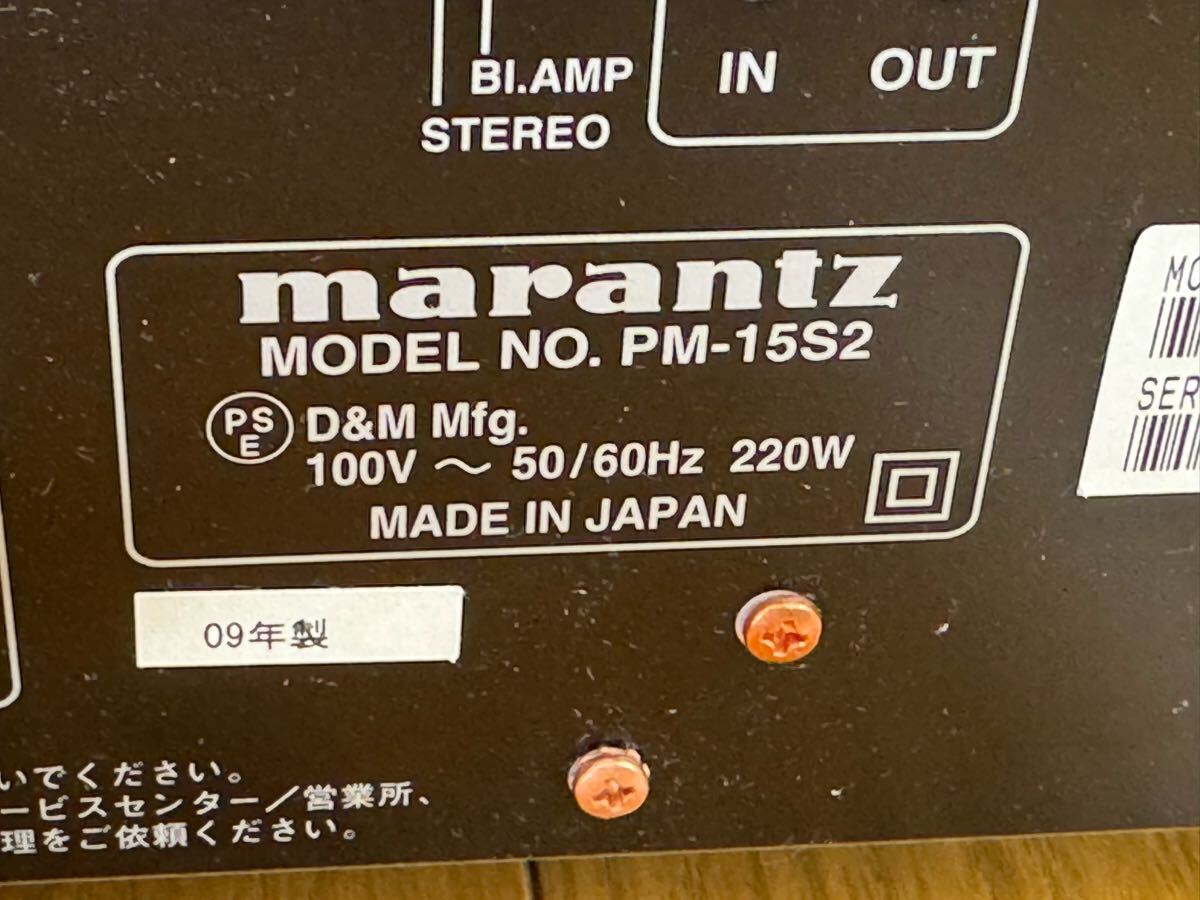 BI.AMP
STEREO
IN OUT
marantz
MODEL NO. PM-15S2
PS
E
D&M Mfg.
100V ～ 50/60Hz 220W
MADE IN JAPAN
MO
SER
09年製
いでください。
ービスセンター／営業所、
理をご依頼ください。